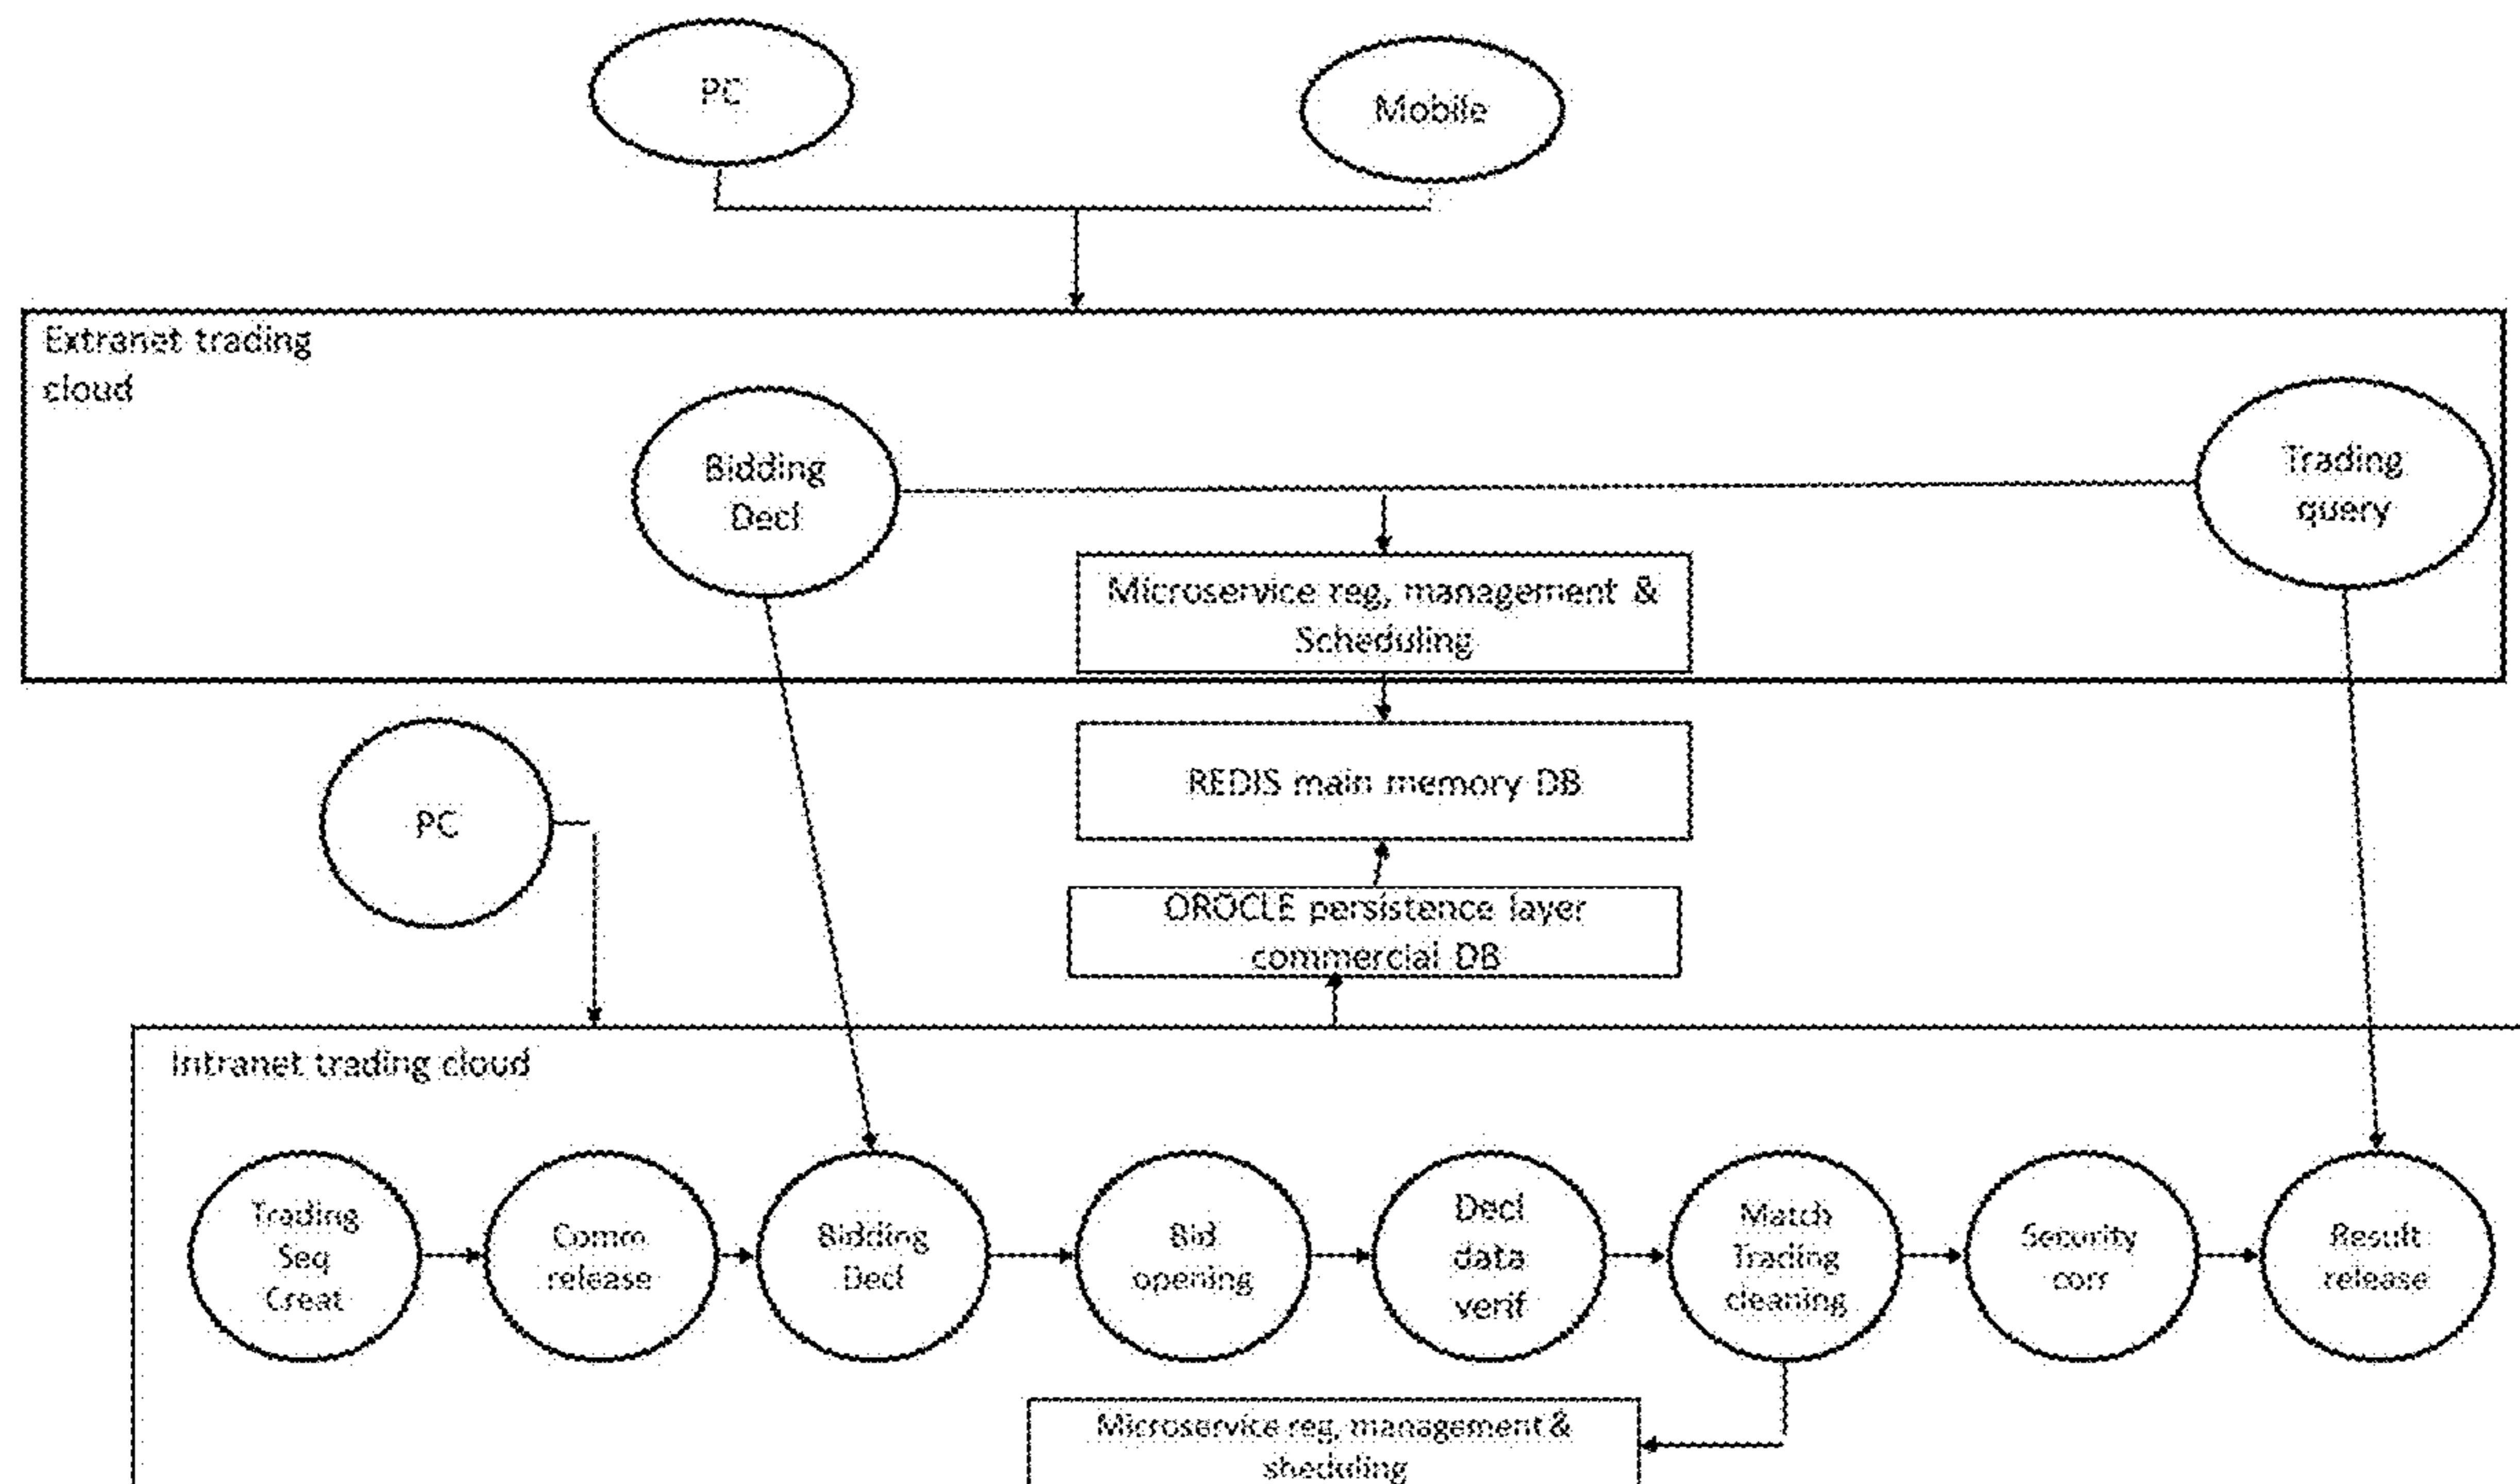 PC
Mobile
Extranet trading
cloud
Bidding
Decl
Trading
query
Microservice reg, management &
Scheduling
REDIS main memory DB
PC
OROCLE persistence layer
commercial DB
Intranet trading cloud
Trading
Seq
Creat
Comm
release
Bidding
Decl
Bid
opening
Decl
data
verif
Match
Trading
cleaning
Security
corr
Result
release
Microservice reg, management &
sheduling